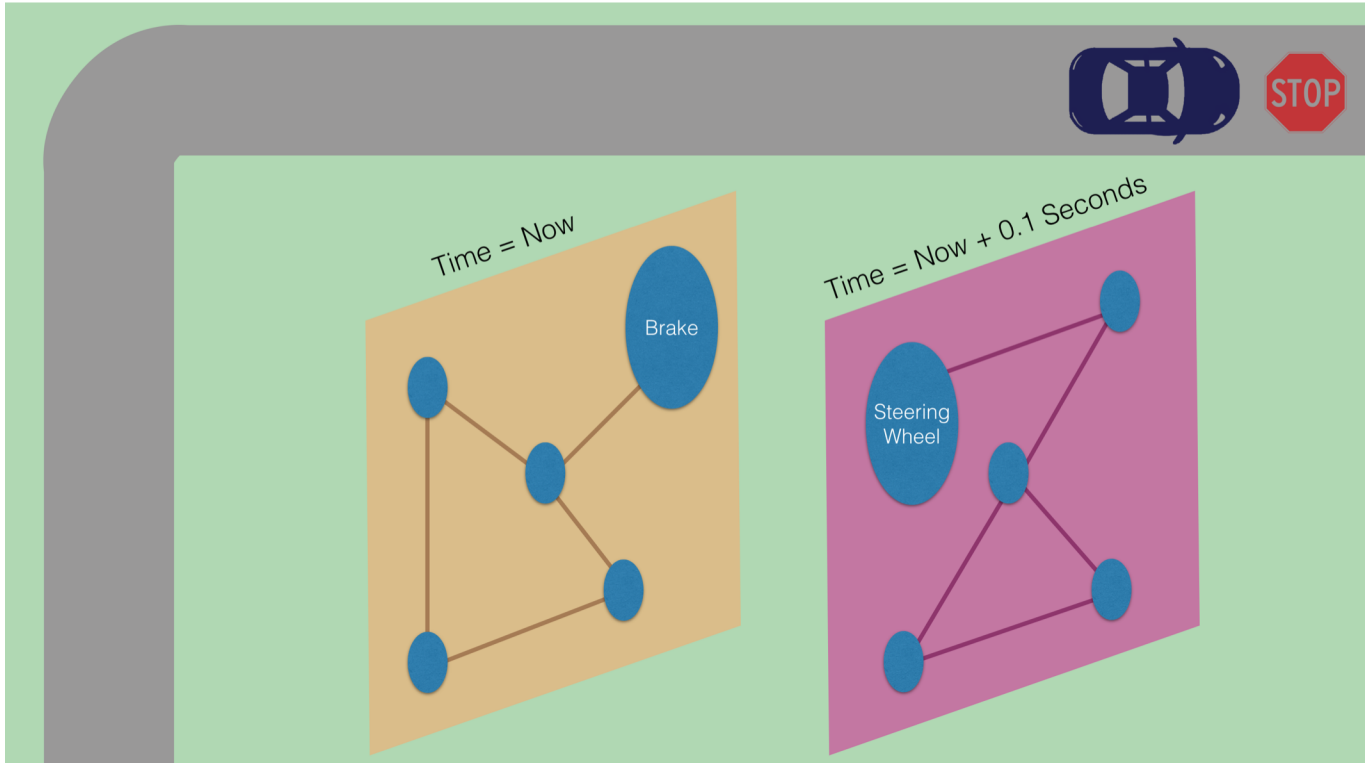 STOP
Time = Now
Time = Now + 0.1 Seconds
Brake
Steering
Wheel